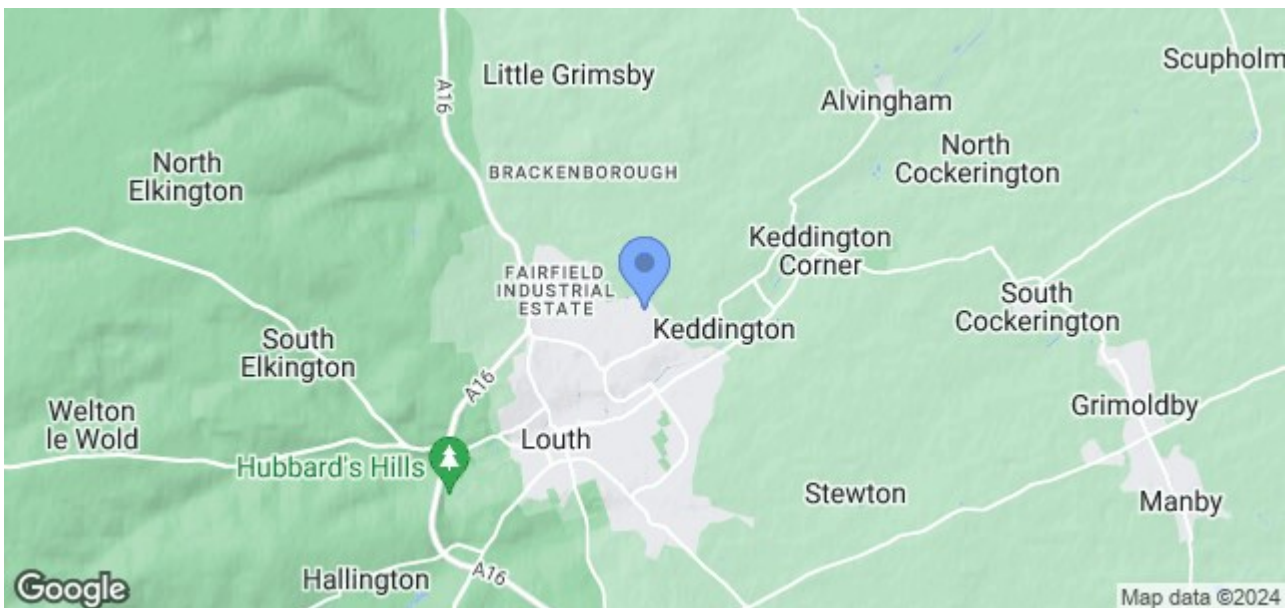 Little Grimsby
Scupholm
A16
Alvingham
North
Elkington
BRACKENBOROUGH
North
Cockerington
Keddington
Corner
FAIRFIELD
INDUSTRIAL
ESTATE
South
Cockerington
Keddington
South
Elkington
A16
Welton
le Wold
Grimoldby
Louth
Hubbard's Hills
Stewton
Manby
Hallington
A16
Google
Map data ©2024